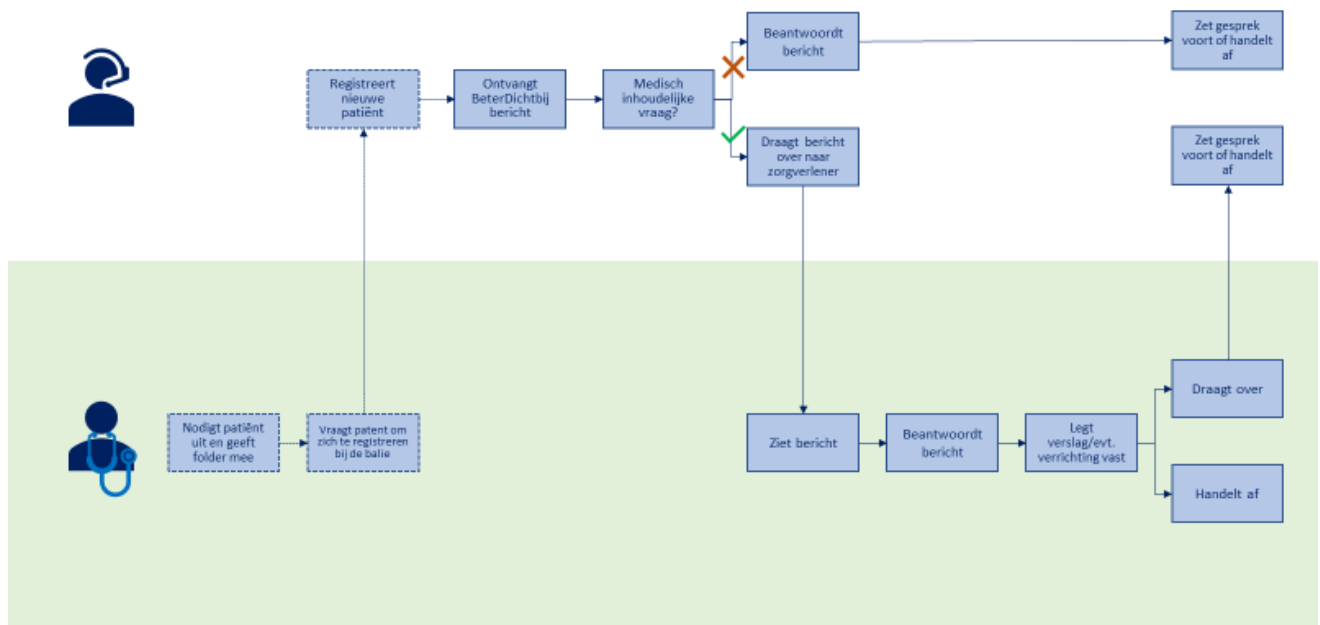 Registreert
nieuwe
patiënt
Ontvangt
BeterDichtbij
bericht
Medisch
inhoudelijke
vraag?
Beantwoordt
bericht
Zet gesprek
voort of handelt
af
Draagt bericht
over naar
zorgverlener
Zet gesprek
voort of handelt
af
Nodigt patiënt
uit en geeft
folder mee
Vraagt patent om
zich te registreren
bij de balie
Ziet bericht
Beantwoordt
bericht
Legt
verslag/evt.
verrichting vast
Draagt over
Handelt af